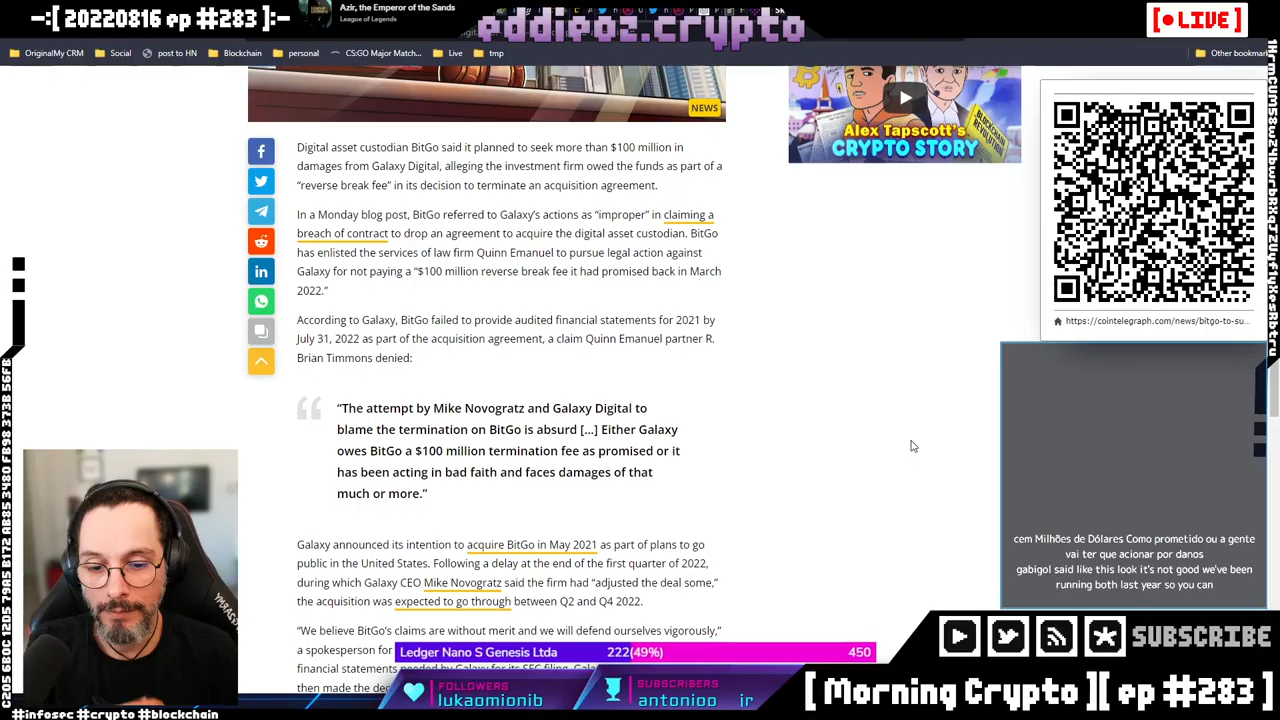 -:[ 20220816 ep #283 ]:-
Azir, the Emperor of the Sands
League of Legends
eddieoz.crypto
[ LIVE ]
OriginalMy CRM
Social
post to HN
Blockchain
personal
CS:GO Major Match...
Live
tmp
Other bookmar
NEWS
Alex Tapscott's
CRYPTO STORY
BLOCKCHAIN REVOLUTION
Digital asset custodian BitGo said it planned to seek more than $100 million in
damages from Galaxy Digital, alleging the investment firm owed the funds as part of a
“reverse break fee” in its decision to terminate an acquisition agreement.
In a Monday blog post, BitGo referred to Galaxy’s actions as “improper” in claiming a
breach of contract to drop an agreement to acquire the digital asset custodian. BitGo
has enlisted the services of law firm Quinn Emanuel to pursue legal action against
Galaxy for not paying a “$100 million reverse break fee it had promised back in March
2022.”
According to Galaxy, BitGo failed to provide audited financial statements for 2021 by
July 31, 2022 as part of the acquisition agreement, a claim Quinn Emanuel partner R.
Brian Timmons denied:
“The attempt by Mike Novogratz and Galaxy Digital to
blame the termination on BitGo is absurd [...] Either Galaxy
owes BitGo a $100 million termination fee as promised or it
has been acting in bad faith and faces damages of that
much or more.”
Galaxy announced its intention to acquire BitGo in May 2021 as part of plans to go
public in the United States. Following a delay at the end of the first quarter of 2022,
during which Galaxy CEO Mike Novogratz said the firm had “adjusted the deal some,”
the acquisition was expected to go through between Q2 and Q4 2022.
“We believe BitGo’s claims are without merit and we will defend ourselves vigorously,”
a spokesperson for
financial statements needed by Galaxy for its SEC filing.
then made the dec
https://cointelegraph.com/news/bitgo-to-su...
cem Milhões de Dólares Como prometido ou a gente
vai ter que acionar por danos
gabigol said like this look it's not good we've been
running both last year so you can
Ledger Nano S Genesis Ltda
222(49%)
450
FOLLOWERS
lukaomionib
SUBSCRIBERS
antonioo jr
SUBSCRIBE
[ Morning Crypto ][ ep #283 ]
#infosec #crypto #blockchain